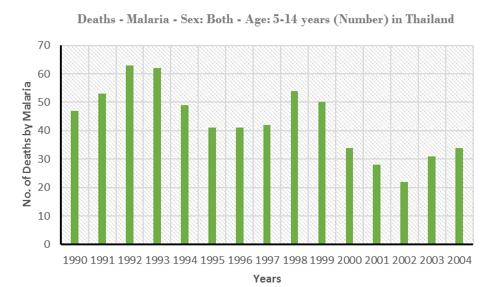 Deaths - Malaria - Sex: Both - Age: 5-14 years (Number) in Thailand
70
60
50
40
30
20
10
0
No. of Deaths by Malaria
1990 1991 1992 1993 1994 1995 1996 1997 1998 1999 2000 2001 2002 2003 2004
Years